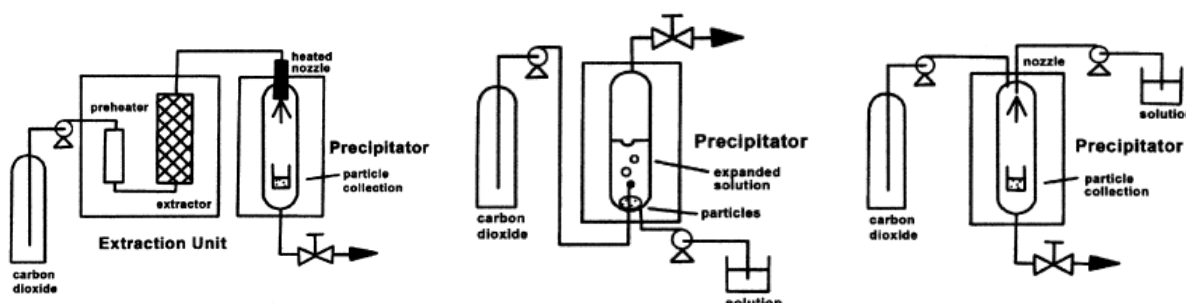 heated
nozzle
preheater
Precipitator
particle
collection
extractor
Extraction Unit
carbon
dioxide
Precipitator
expanded
solution
particles
carbon
dioxide
solution
nozzle
solution
Precipitator
particle
collection
carbon
dioxide